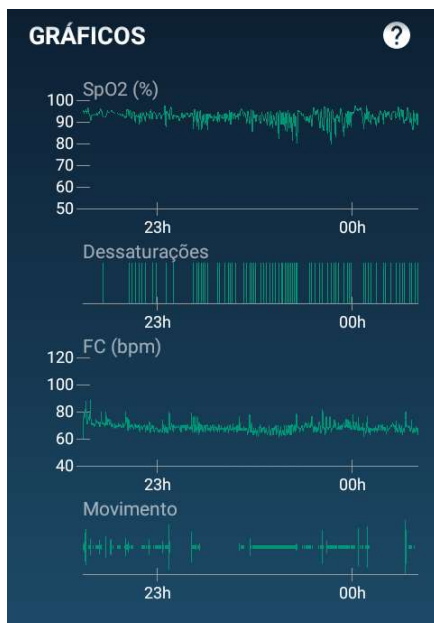 GRÁFICOS ?
SpO2 (%)
100
90
80
70
60
50
23h 00h
Dessaturações
23h 00h
FC (bpm)
120
100
80
60
40
23h 00h
Movimento
23h 00h